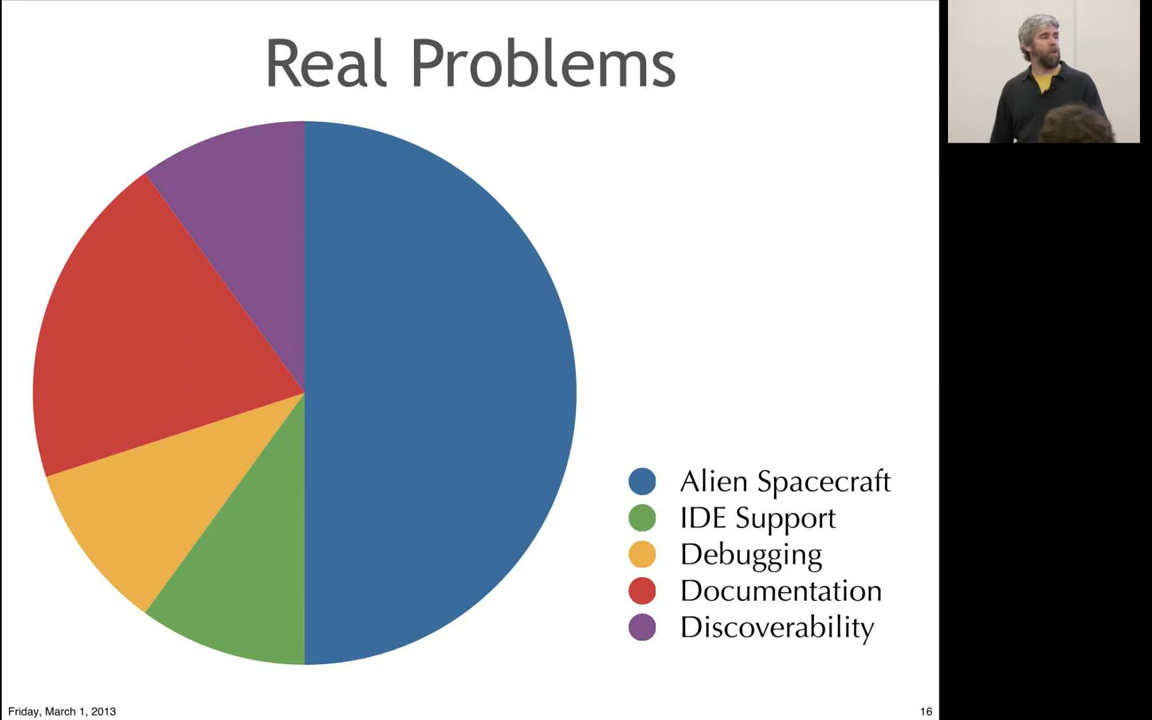 Real Problems
Alien Spacecraft
IDE Support
Debugging
Documentation
Discoverability
Friday, March 1, 2013
16